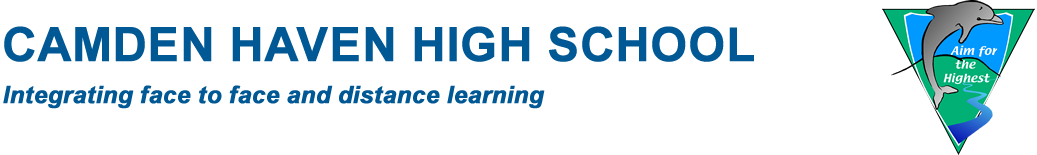 CAMDEN HAVEN HIGH SCHOOL
Integrating face to face and distance learning
Aim for
the
Highest